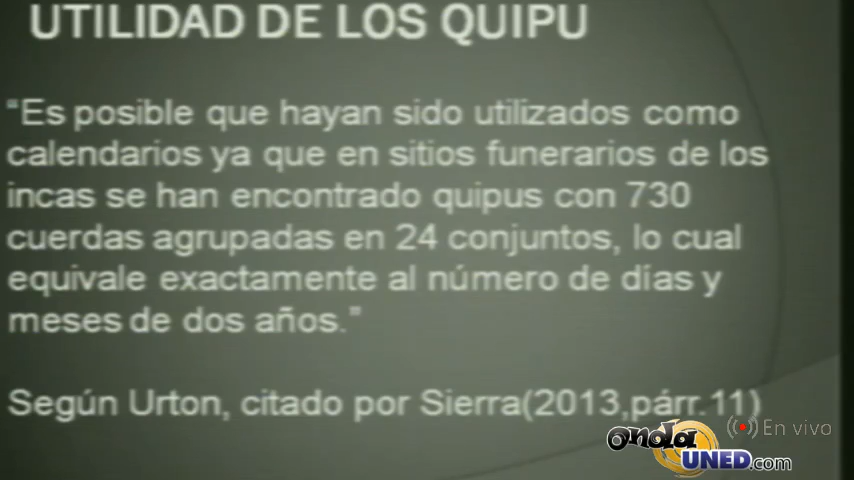 UTILIDAD DE LOS QUIPU
“Es posible que hayan sido utilizados como
calendarios ya que en sitios funerarios de los
incas se han encontrado quipus con 730
cuerdas agrupadas en 24 conjuntos, lo cual
equivale exactamente al número de días y
meses de dos años.”
Según Urton, citado por Sierra(2013,párr.11)
En vivo
onda
UNED.com